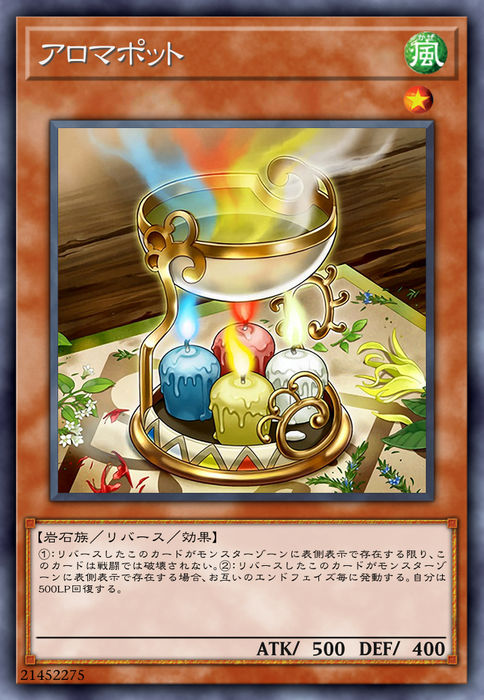 アロマポット
かぜ
風
【岩石族／リバース／効果】
①：リバースしたこのカードがモンスターゾーンに表側表示で存在する限り、こ
のカードは戦闘では破壊されない。②：リバースしたこのカードがモンスターゾ
ーンに表側表示で存在する場合、お互いのエンドフェイズ毎に発動する。自分は
500LP回復する。
ATK/ 500 DEF/ 400
21452275